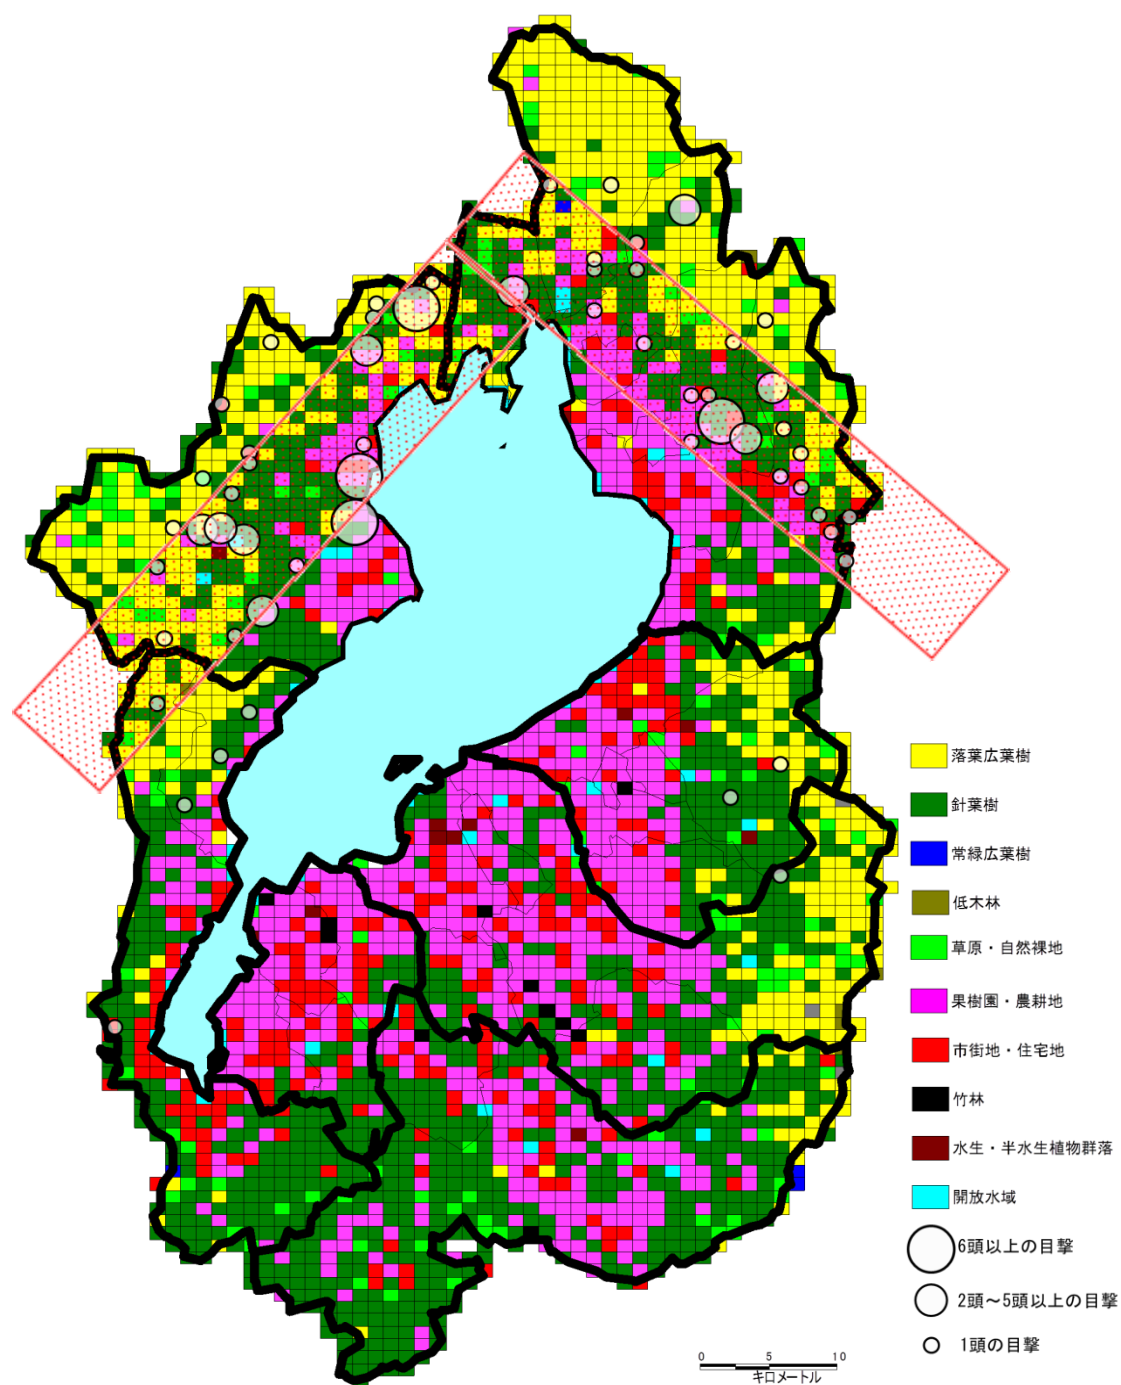 落葉広葉樹
針葉樹
常緑広葉樹
低木林
草原・自然裸地
果樹園・農耕地
市街地・住宅地
竹林
水生・半水生植物群落
開放水域
6頭以上の目撃
2頭～5頭以上の目撃
1頭の目撃
0 5 10
キロメートル